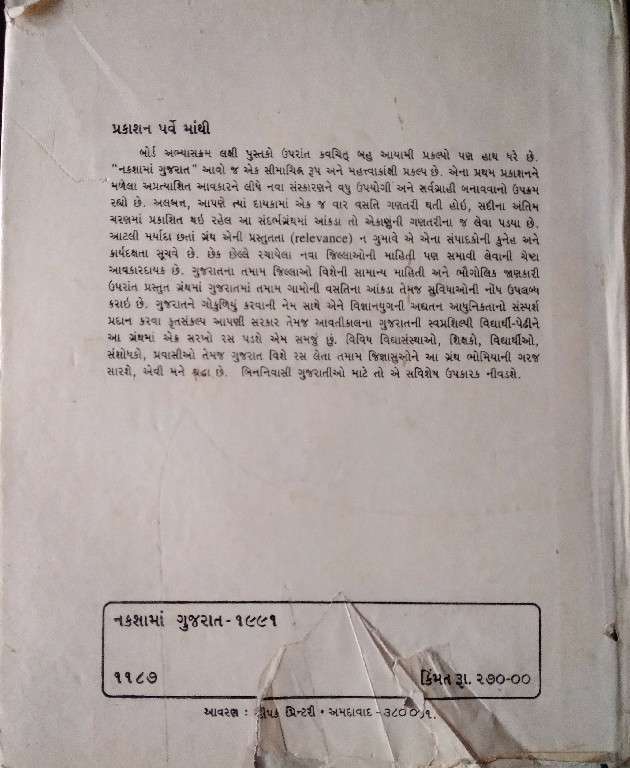 પ્રકાશન પર્વે માંથી
બોર્ડ અભ્યાસક્રમ લક્ષી પુસ્તકો ઉપરાંત કવચિત્ બહુ આયામી પ્રકલ્પો પણ હાથ ધરે છે.
"નકશામાં ગુજરાત" આવો જ એક સીમાચિહ્ન રૂપ અને મહત્વાકાંક્ષી પ્રકલ્પ છે. એના પ્રથમ પ્રકાશનને
મળેલા અપ્રત્યાશિત આવકારને લીધે નવા સંસ્કરણને વધુ ઉપયોગી અને સર્વગ્રાહી બનાવવાનો ઉપક્રમ
રહ્યો છે. અલબત્ત, આપણે ત્યાં દાયકામાં એક જ વાર વસતિ ગણતરી થતી હોઇ, સદીના અંતિમ
ચરણમાં પ્રકાશિત થઇ રહેલ આ સંદર્ભગ્રંથમાં આંકડા તો એકાણુની ગણતરીના જ લેવા પડયા છે.
આટલી મર્યાદા છતાં ગ્રંથ એની પ્રસ્તુતતા (relevance) ન ગુમાવે એ એના સંપાદકોની કુનેહ અને
કાર્યદક્ષતા સૂચવે છે. છેક છેલ્લે રચાયેલા નવા જિલ્લાઓની માહિતી પણ સમાવી લેવાની ચેષ્ટા
આવકારદાયક છે. ગુજરાતના તમામ જિલ્લાઓ વિશેની સામાન્ય માહિતી અને ભૌગોલિક જાણકારી
ઉપરાંત પ્રસ્તુત ગ્રંથમાં ગુજરાતમાં તમામ ગામોની વસતિના આંકડા તેમજ સુવિધાઓની નોંધ ઉપલબ્ધ
કરાઇ છે. ગુજરાતને ગોકુળિયું કરવાની નેમ સાથે એને વિજ્ઞાનયુગની અદ્યતન આધુનિકતાનો સંસ્પર્શ
પ્રદાન કરવા કૃતસંકલ્પ આપણી સરકાર તેમજ આવતીકાલના ગુજરાતની સ્વપ્નશિલ્પી વિદ્યાર્થી-પેઢીને
આ ગ્રંથમાં એક સરખો રસ પડશે એમ સમજું છું. વિવિધ વિદ્યાસંસ્થાઓ, શિક્ષકો, વિદ્યાર્થીઓ,
સંશોધકો, પ્રવાસીઓ તેમજ ગુજરાત વિશે રસ લેતા તમામ જિજ્ઞાસુઓને આ ગ્રંથ ભોમિયાની ગરજ
સારશે, એવી મને શ્રદ્ધા છે. બિનનિવાસી ગુજરાતીઓ માટે તો એ સવિશેષ ઉપકારક નીવડશે.
નકશામાં ગુજરાત - ૧૯૯૧
૧૧૮૭ કિંમત રૂા. ૨૭૦-૦૦
આવરણ : પ્રિન્ટરી • અમદાવાદ - ૩૮૦૦